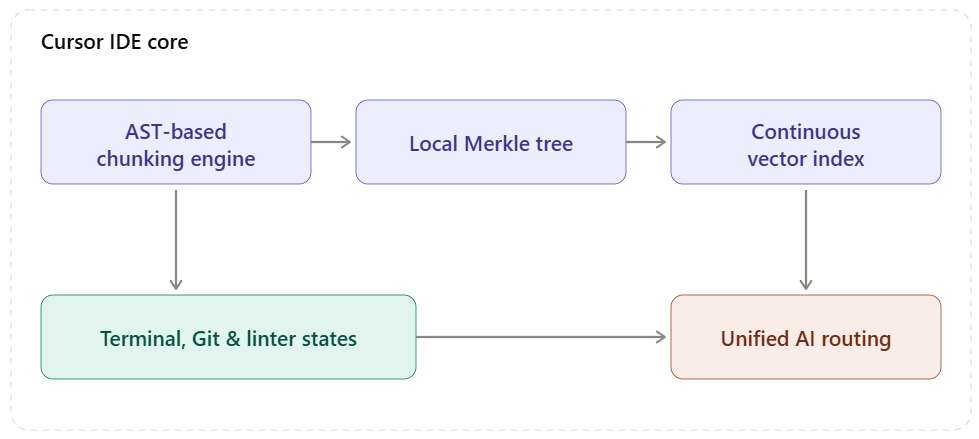 Cursor IDE core
AST-based
chunking engine
Local Merkle tree
Continuous
vector index
Terminal, Git & linter states
Unified AI routing